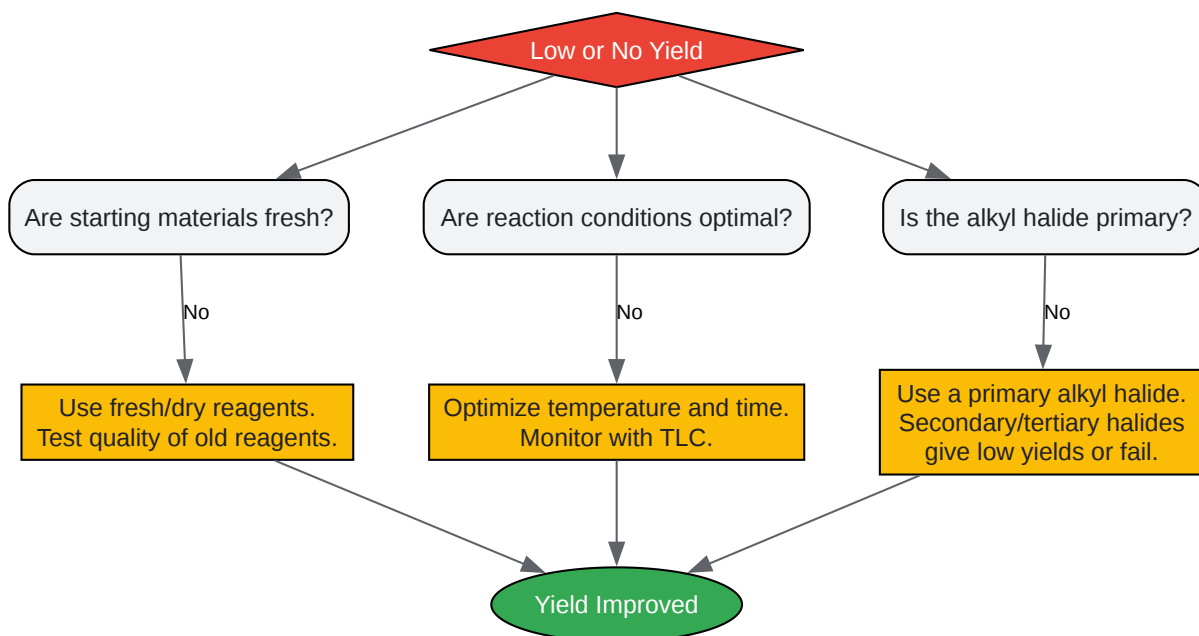 Low or No Yield
Are starting materials fresh?
Are reaction conditions optimal?
Is the alkyl halide primary?
No
No
No
Use fresh/dry reagents.
Test quality of old reagents.
Optimize temperature and time.
Monitor with TLC.
Use a primary alkyl halide.
Secondary/tertiary halides
give low yields or fail.
Yield Improved